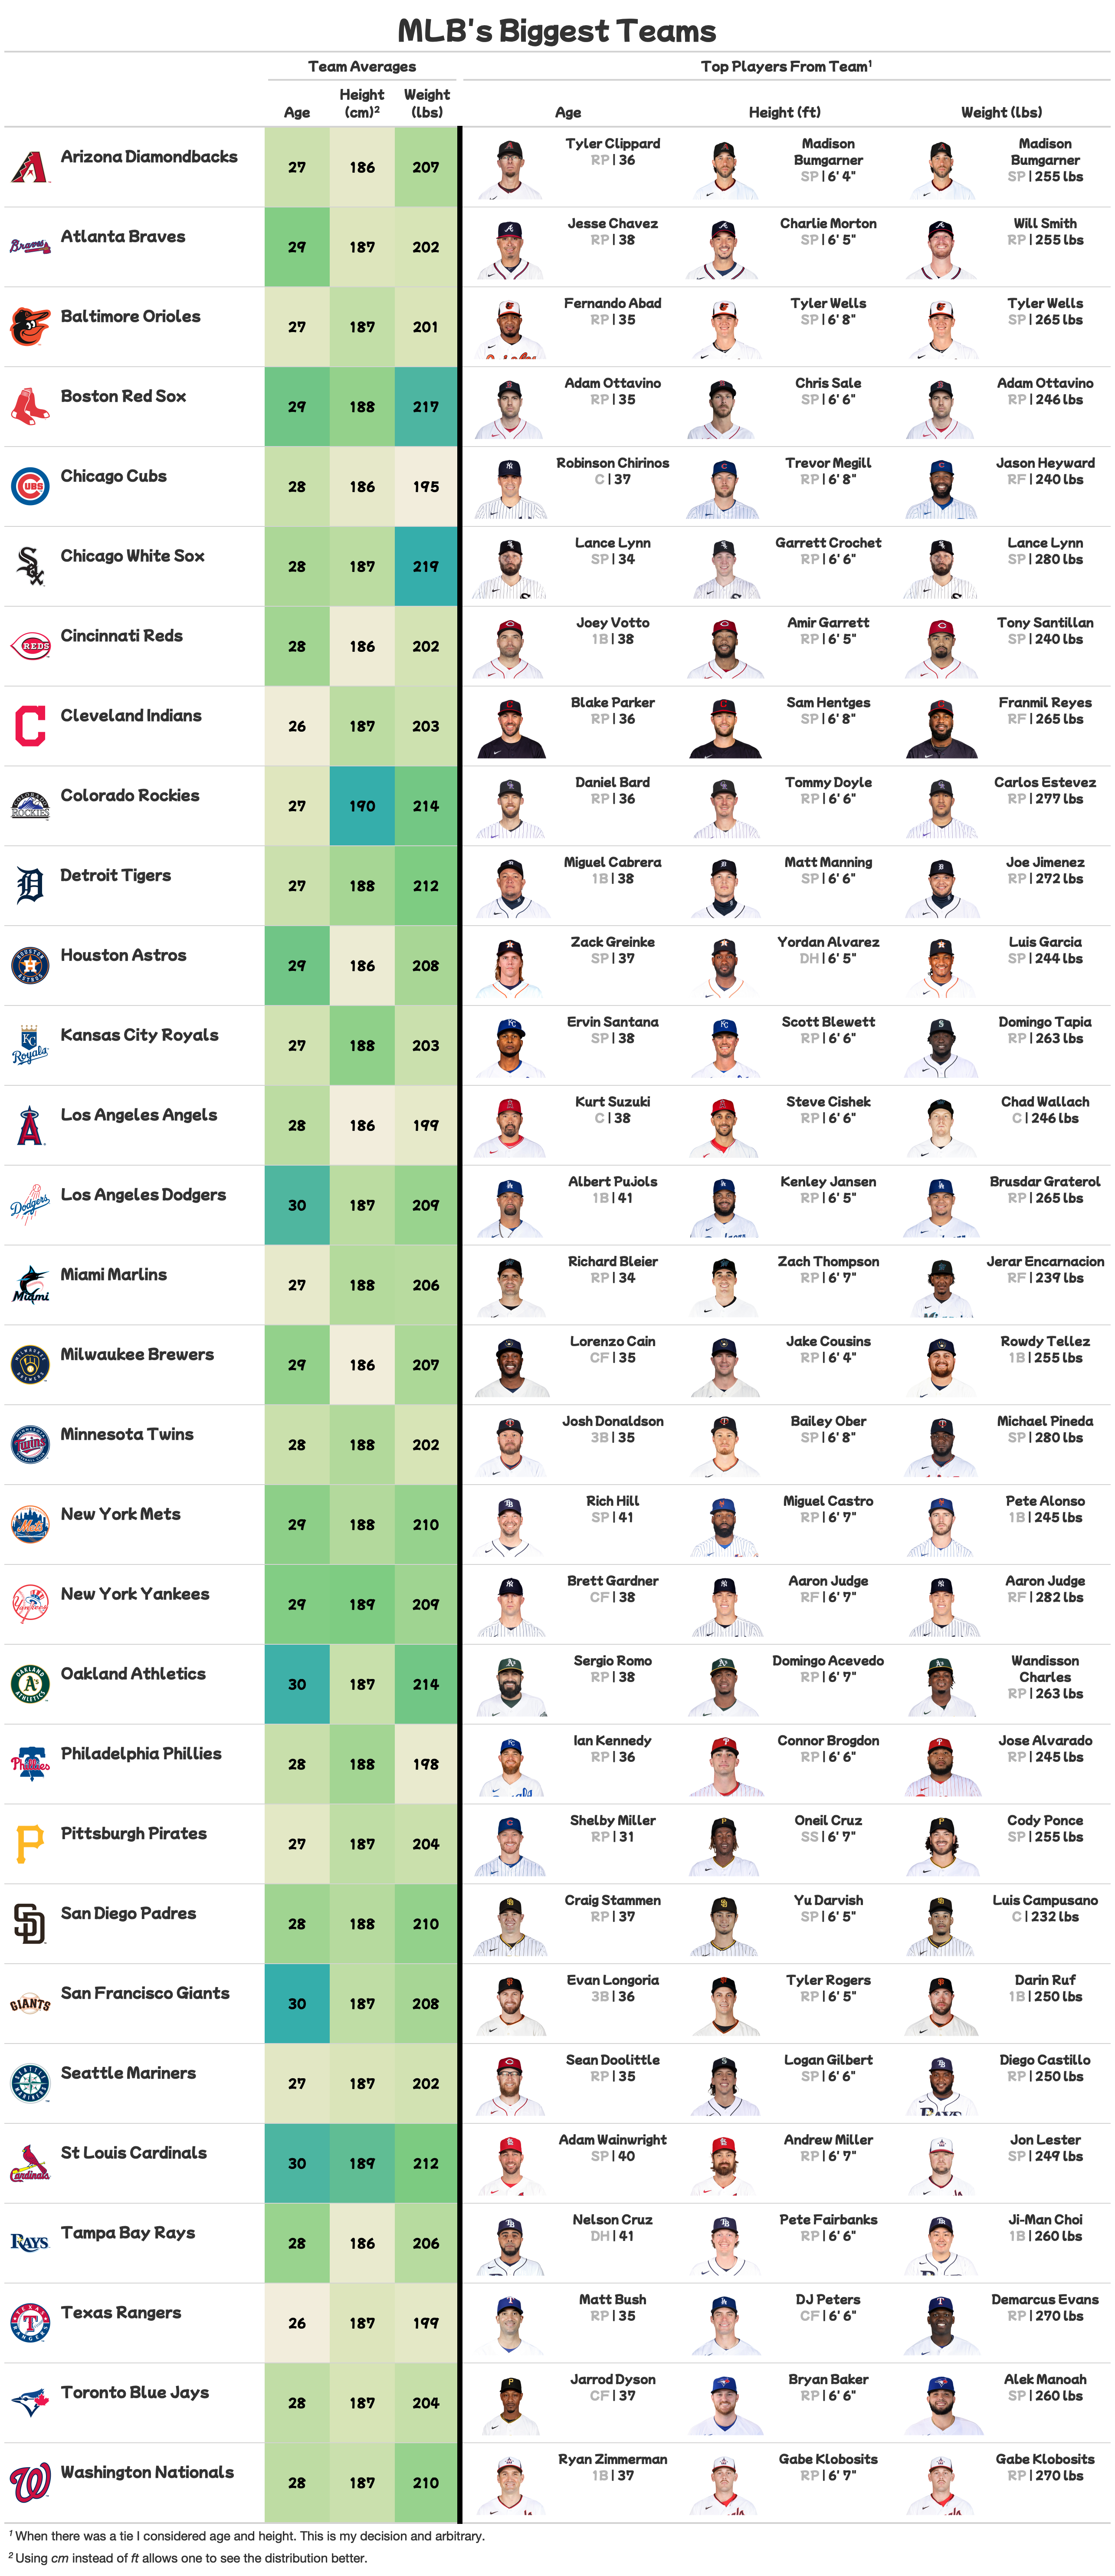 MLB's Biggest Teams
Team Averages
Top Players From Team¹
Age Height (cm)² Weight (lbs) Age Height (ft) Weight (lbs)
Arizona Diamondbacks 27 186 207 Tyler Clippard RP | 36 Madison Bumgarner SP | 6' 4" Madison Bumgarner SP | 255 lbs
Atlanta Braves 29 187 202 Jesse Chavez RP | 38 Charlie Morton SP | 6' 5" Will Smith RP | 255 lbs
Baltimore Orioles 27 187 201 Fernando Abad RP | 35 Tyler Wells SP | 6' 8" Tyler Wells SP | 265 lbs
Boston Red Sox 29 188 217 Adam Ottavino RP | 35 Chris Sale SP | 6' 6" Adam Ottavino RP | 246 lbs
Chicago Cubs 28 186 195 Robinson Chirinos C | 37 Trevor Megill RP | 6' 8" Jason Heyward RF | 240 lbs
Chicago White Sox 28 187 219 Lance Lynn SP | 34 Garrett Crochet RP | 6' 6" Lance Lynn SP | 280 lbs
Cincinnati Reds 28 186 202 Joey Votto 1B | 38 Amir Garrett RP | 6' 5" Tony Santillan SP | 240 lbs
Cleveland Indians 26 187 203 Blake Parker RP | 36 Sam Hentges SP | 6' 8" Franmil Reyes RF | 265 lbs
Colorado Rockies 27 190 214 Daniel Bard RP | 36 Tommy Doyle RP | 6' 6" Carlos Estevez RP | 277 lbs
Detroit Tigers 27 188 212 Miguel Cabrera 1B | 38 Matt Manning SP | 6' 6" Joe Jimenez RP | 272 lbs
Houston Astros 29 186 208 Zack Greinke SP | 37 Yordan Alvarez DH | 6' 5" Luis Garcia SP | 244 lbs
Kansas City Royals 27 188 203 Ervin Santana SP | 38 Scott Blewett RP | 6' 6" Domingo Tapia RP | 263 lbs
Los Angeles Angels 28 186 199 Kurt Suzuki C | 38 Steve Cishek RP | 6' 6" Chad Wallach C | 246 lbs
Los Angeles Dodgers 30 187 209 Albert Pujols 1B | 41 Kenley Jansen RP | 6' 5" Brusdar Graterol RP | 265 lbs
Miami Marlins 27 188 206 Richard Bleier RP | 34 Zach Thompson RP | 6' 7" Jerar Encarnacion RF | 239 lbs
Milwaukee Brewers 29 186 207 Lorenzo Cain CF | 35 Jake Cousins RP | 6' 4" Rowdy Tellez 1B | 255 lbs
Minnesota Twins 28 188 202 Josh Donaldson 3B | 35 Bailey Ober SP | 6' 8" Michael Pineda SP | 280 lbs
New York Mets 29 188 210 Rich Hill SP | 41 Miguel Castro RP | 6' 7" Pete Alonso 1B | 245 lbs
New York Yankees 29 189 209 Brett Gardner CF | 38 Aaron Judge RF | 6' 7" Aaron Judge RF | 282 lbs
Oakland Athletics 30 187 214 Sergio Romo RP | 38 Domingo Acevedo RP | 6' 7" Wandisson Charles RP | 263 lbs
Philadelphia Phillies 28 188 198 Ian Kennedy RP | 36 Connor Brogdon RP | 6' 6" Jose Alvarado RP | 245 lbs
Pittsburgh Pirates 27 187 204 Shelby Miller RP | 31 Oneil Cruz SS | 6' 7" Cody Ponce SP | 255 lbs
San Diego Padres 28 188 210 Craig Stammen RP | 37 Yu Darvish SP | 6' 5" Luis Campusano C | 232 lbs
San Francisco Giants 30 187 208 Evan Longoria 3B | 36 Tyler Rogers RP | 6' 5" Darin Ruf 1B | 250 lbs
Seattle Mariners 27 187 202 Sean Doolittle RP | 35 Logan Gilbert SP | 6' 6" Diego Castillo RP | 250 lbs
St Louis Cardinals 30 189 212 Adam Wainwright SP | 40 Andrew Miller RP | 6' 7" Jon Lester SP | 249 lbs
Tampa Bay Rays 28 186 206 Nelson Cruz DH | 41 Pete Fairbanks RP | 6' 6" Ji-Man Choi 1B | 260 lbs
Texas Rangers 26 187 199 Matt Bush RP | 35 DJ Peters CF | 6' 6" Demarcus Evans RP | 270 lbs
Toronto Blue Jays 28 187 204 Jarrod Dyson CF | 37 Bryan Baker RP | 6' 6" Alek Manoah SP | 260 lbs
Washington Nationals 28 187 210 Ryan Zimmerman 1B | 37 Gabe Klobosits RP | 6' 7" Gabe Klobosits RP | 270 lbs
¹ When there was a tie I considered age and height. This is my decision and arbitrary.
² Using cm instead of ft allows one to see the distribution better.